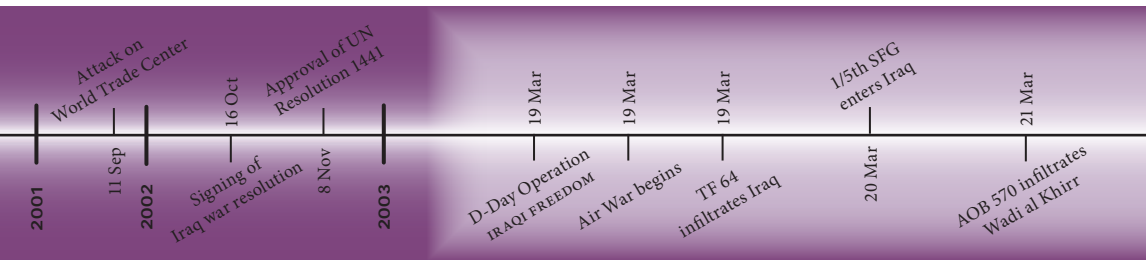 2001
Attack on
World Trade Center
11 Sep
2002
16 Oct
Signing of
Iraq war resolution
Approval of UN
Resolution 1441
8 Nov
2003
19 Mar
D-Day Operation
IRAQI FREEDOM
19 Mar
Air War begins
19 Mar
TF 64
infiltrates Iraq
1/5th SFG
enters Iraq
20 Mar
21 Mar
AOB 570 infiltrates
Wadi al Khirr